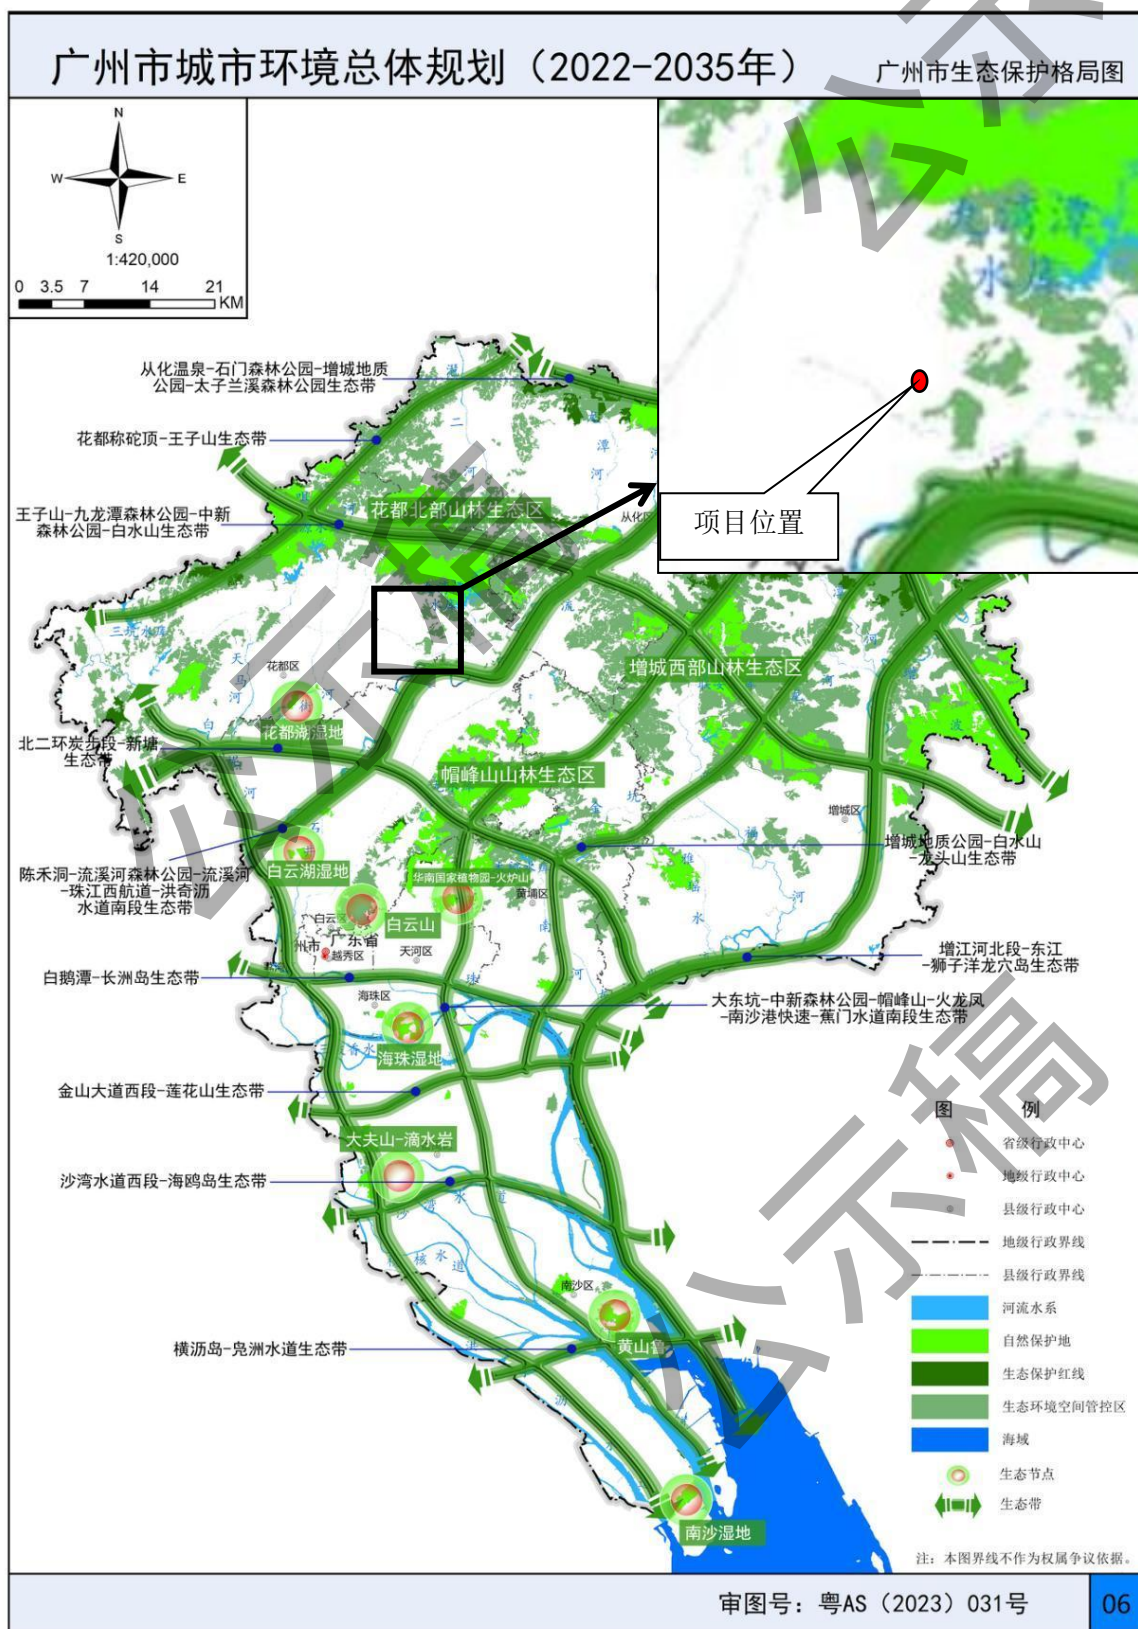 广州市城市环境总体规划（2022-2035年）
广州市生态保护格局图
N
W
E
S
1:420,000
0 3.5 7 14 21
KM
项目位置
从化温泉-石门森林公园-增城地质
公园-太子兰溪森林公园生态带
花都称砣顶-王子山生态带
王子山-九龙潭森林公园-中新
森林公园-白水山生态带
花都北部山林生态区
从化区
增城西部山林生态区
三坑水库
天马河
花都区
花都湖湿地
北二环炭步段-新塘
生态带
帽峰山山林生态区
增城区
增城地质公园-白水山
-龙头山生态带
陈禾洞-流溪河森林公园-流溪河
-珠江西航道-洪奇沥
水道南段生态带
白云湖湿地
华南国家植物园-火炉山
黄埔区
白云区
白云山
广东省
州市
越秀区
天河区
白鹅潭-长洲岛生态带
增江河北段-东江
-狮子洋龙穴岛生态带
海珠区
大东坑-中新森林公园-帽峰山-火龙凤
-南沙港快速-蕉门水道南段生态带
海珠湿地
金山大道西段-莲花山生态带
大夫山-滴水岩
沙湾水道西段-海鸥岛生态带
南沙区
黄山鲁
横沥岛-凫洲水道生态带
南沙湿地
图 例
省级行政中心
地级行政中心
县级行政中心
地级行政界线
县级行政界线
河流水系
自然保护地
生态保护红线
生态环境空间管控区
海域
生态节点
生态带
注：本图界线不作为权属争议依据。
审图号：粤AS（2023）031号
06
公示稿
公示稿